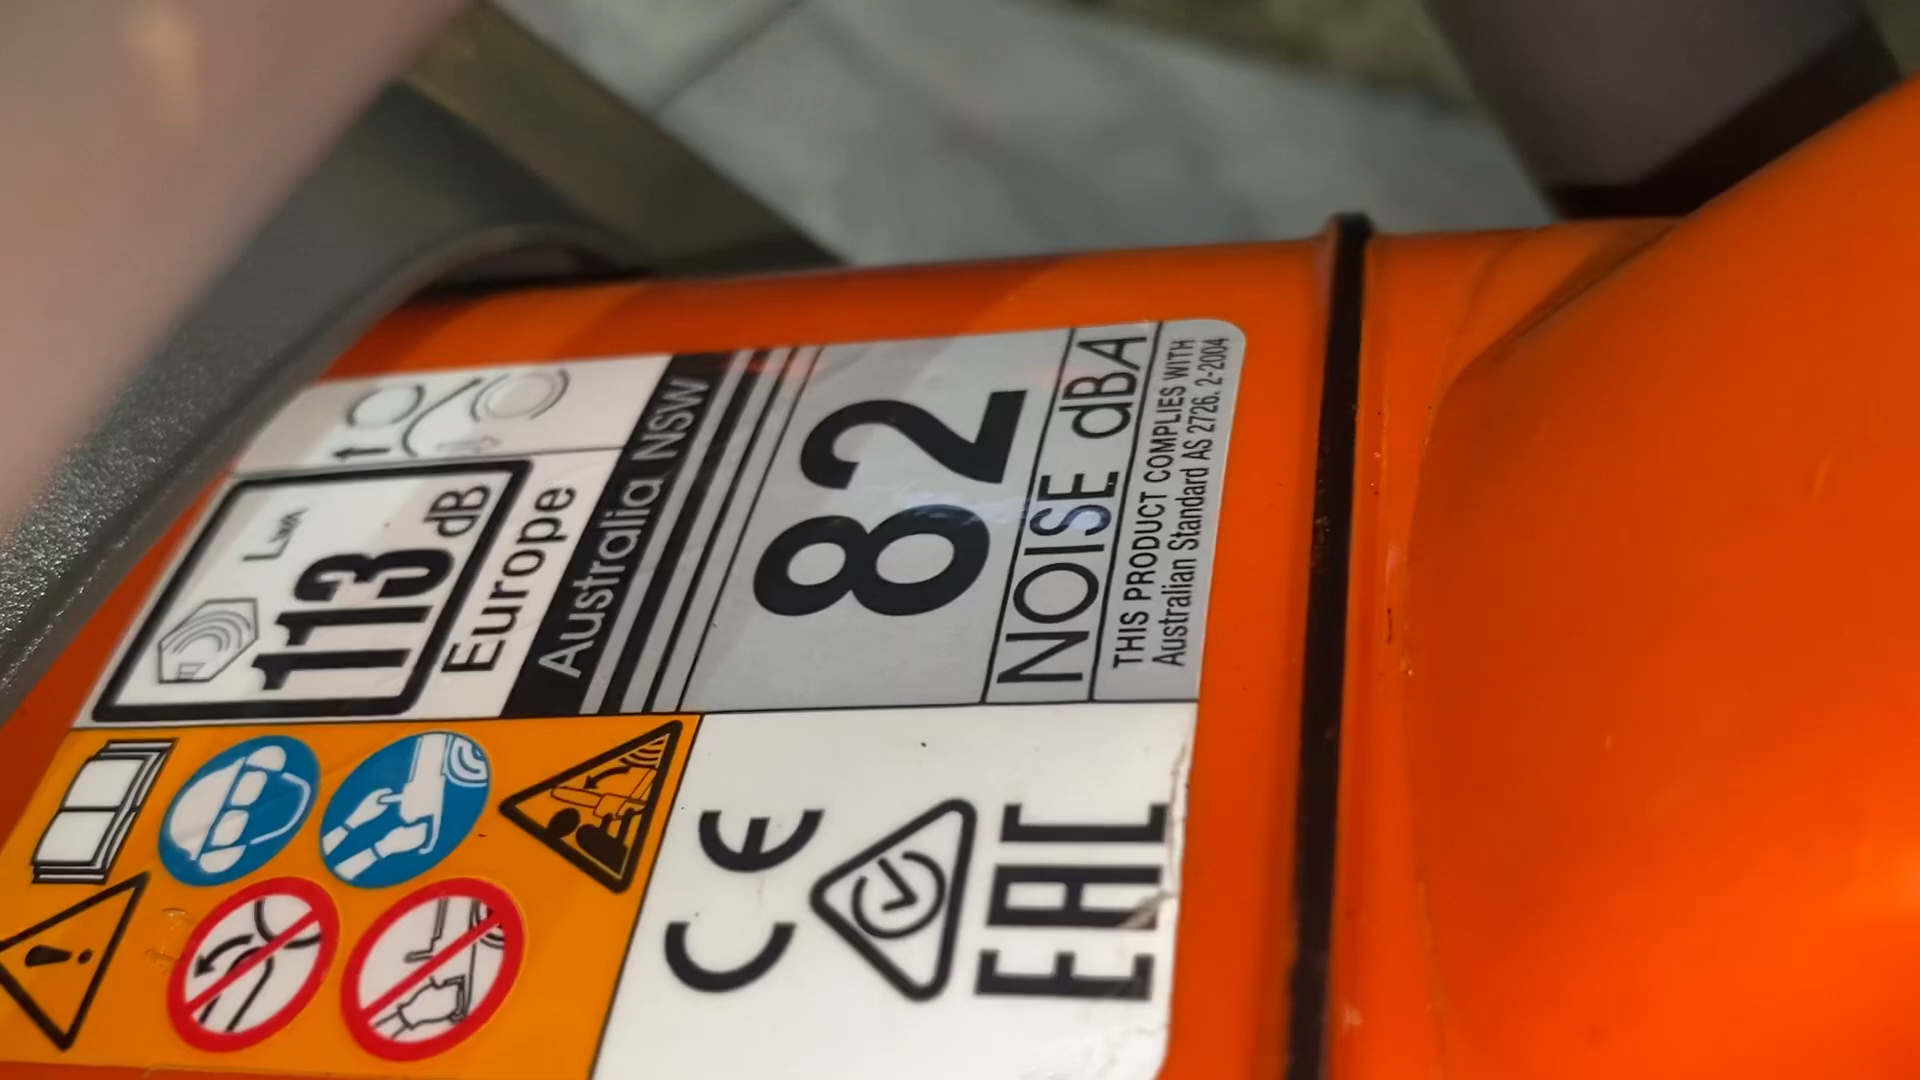 LWA
113 dB
Europe
Australia NSW
82
NOISE dBA
THIS PRODUCT COMPLIES WITH
Australian Standard AS 2726. 2-2004
CE
EAC